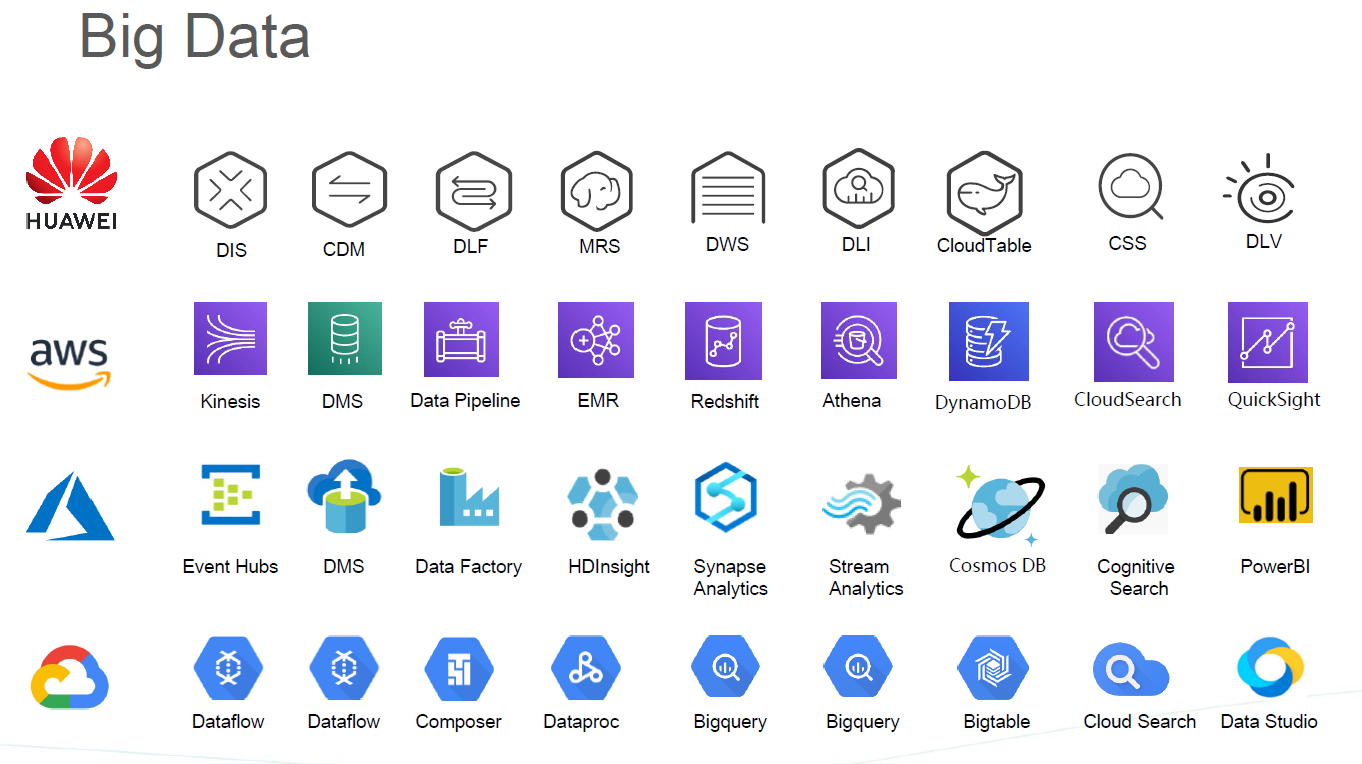 Big Data
HUAWEI
DIS CDM DLF MRS DWS DLI CloudTable CSS DLV
aws
Kinesis DMS Data Pipeline EMR Redshift Athena DynamoDB CloudSearch QuickSight
Event Hubs DMS Data Factory HDInsight Synapse Stream Cosmos DB Cognitive PowerBI
Analytics Analytics Search
Dataflow Dataflow Composer Dataproc Bigquery Bigquery Bigtable Cloud Search Data Studio